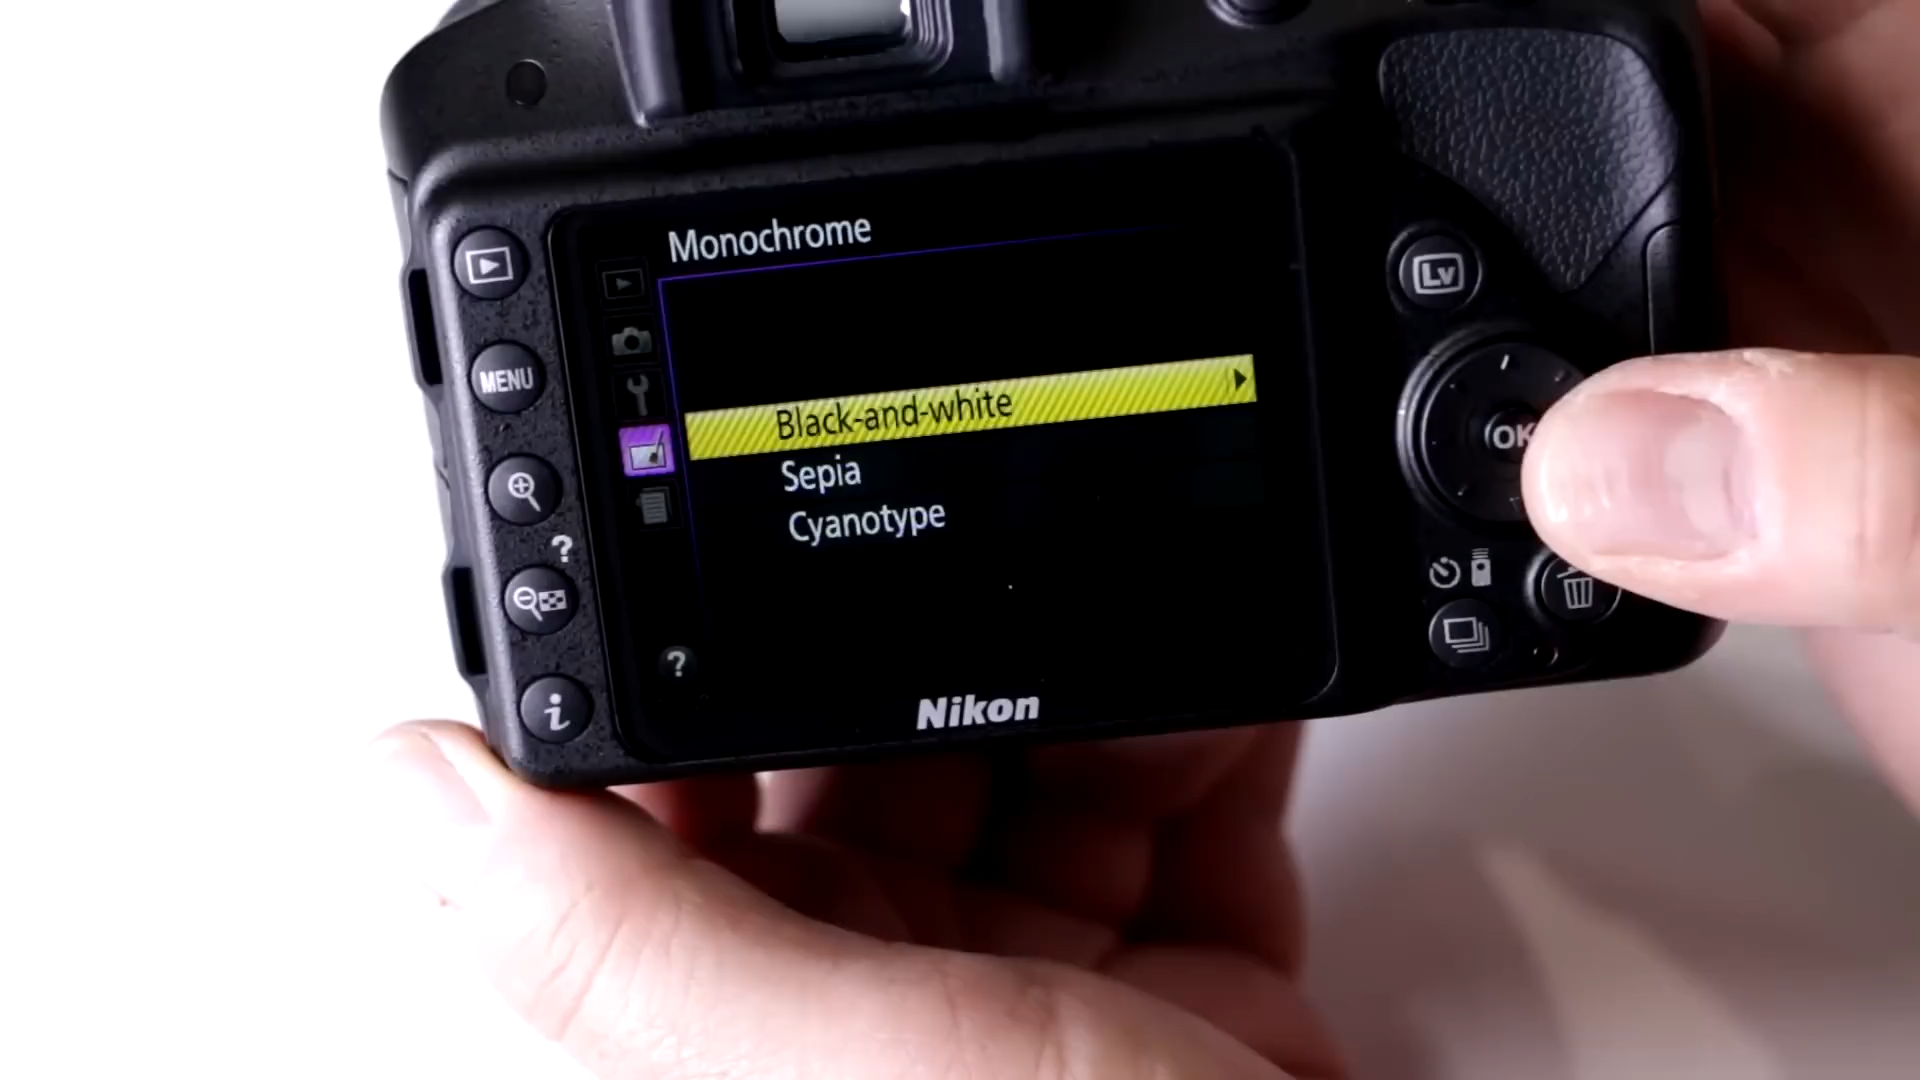 Monochrome
Lv
MENU
Black-and-white
OK
Sepia
Cyanotype
?
?
i
Nikon